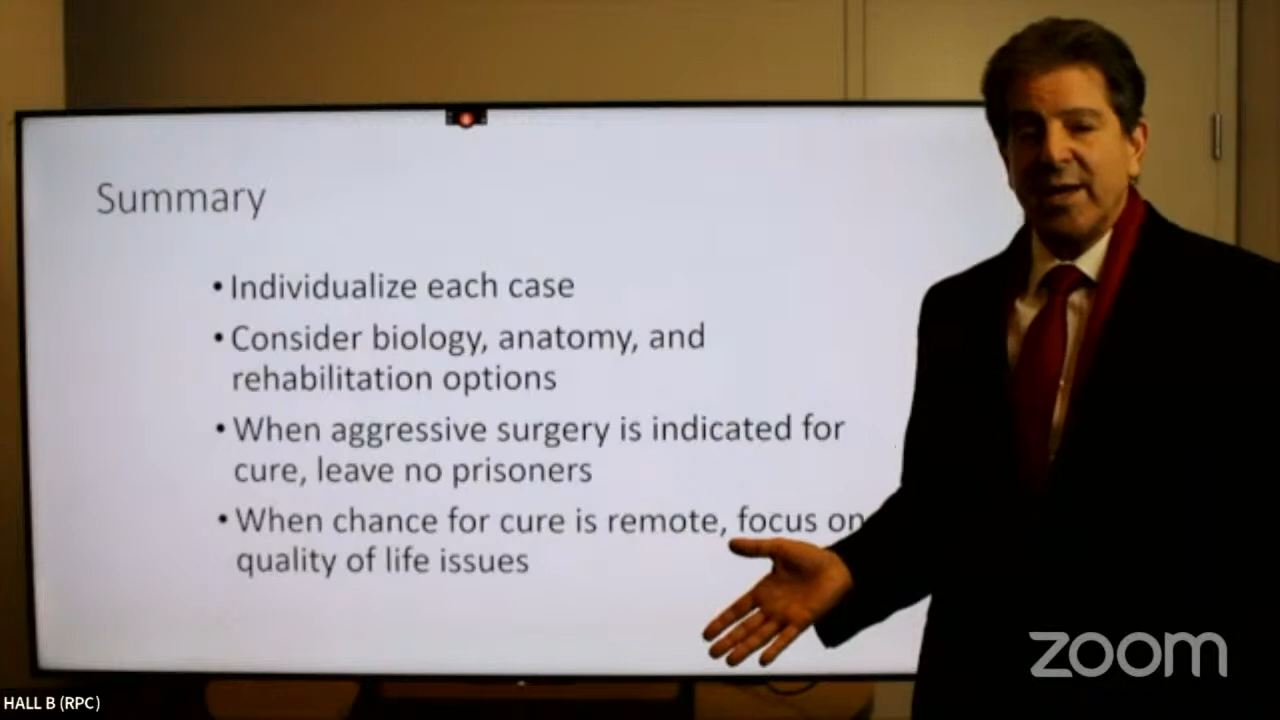 Summary
• Individualize each case
• Consider biology, anatomy, and
rehabilitation options
• When aggressive surgery is indicated for
cure, leave no prisoners
• When chance for cure is remote, focus on
quality of life issues
zoom
HALL B (RPC)